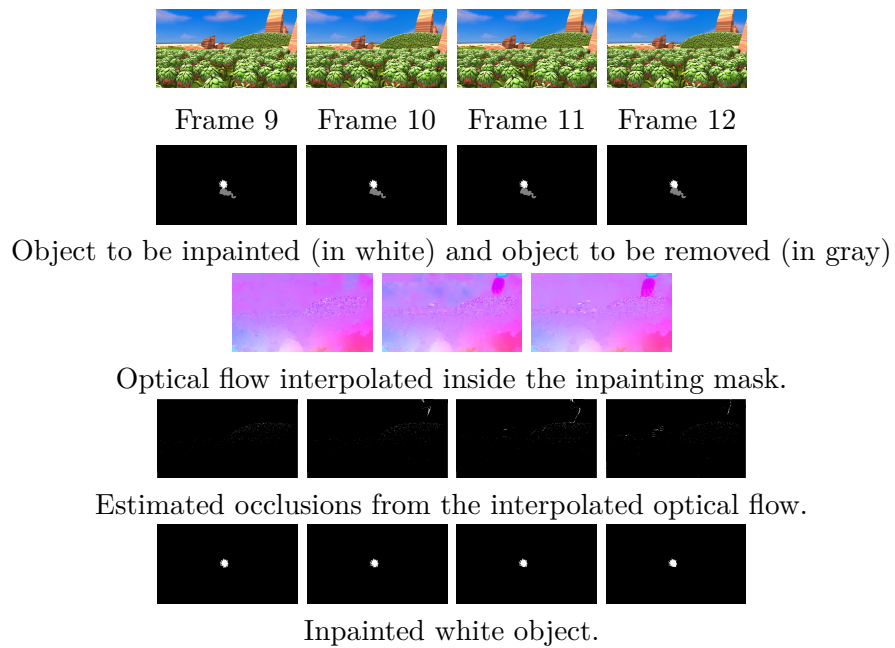 Frame 9 Frame 10 Frame 11 Frame 12
Object to be inpainted (in white) and object to be removed (in gray)
Optical flow interpolated inside the inpainting mask.
Estimated occlusions from the interpolated optical flow.
Inpainted white object.